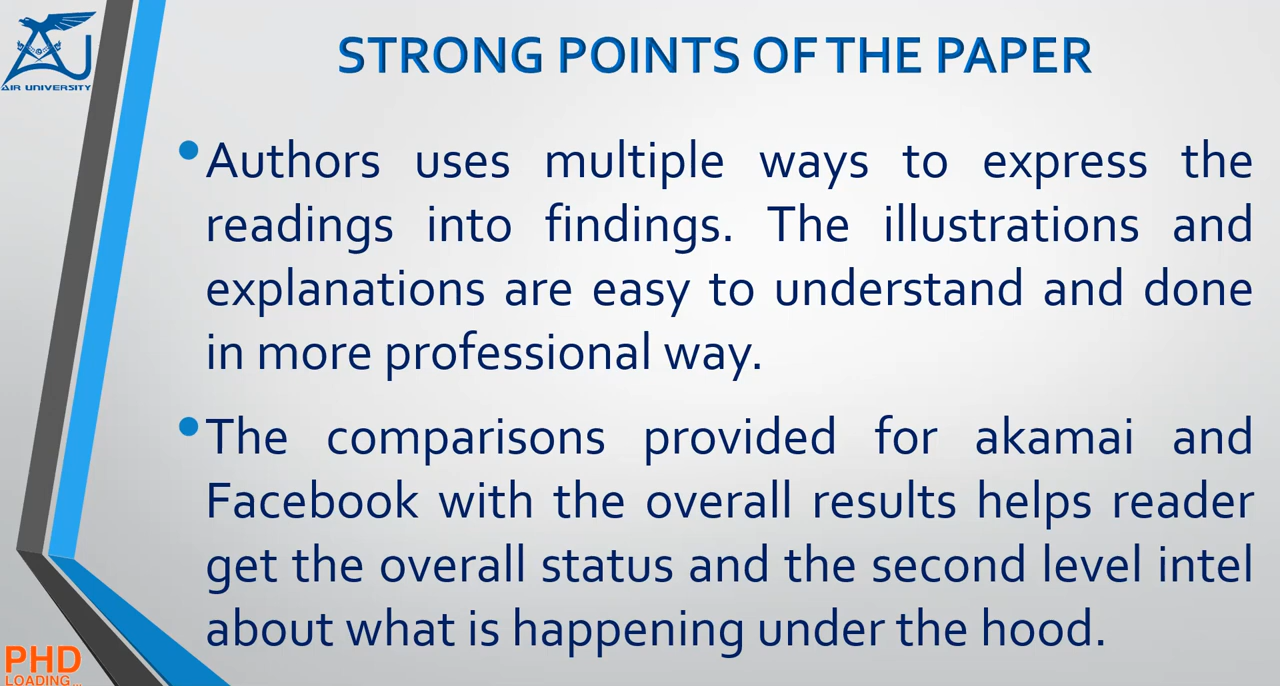 AIR UNIVERSITY
STRONG POINTS OF THE PAPER
•Authors uses multiple ways to express the
readings into findings. The illustrations and
explanations are easy to understand and done
in more professional way.
•The comparisons provided for akamai and
Facebook with the overall results helps reader
get the overall status and the second level intel
about what is happening under the hood.
PHD
LOADING...